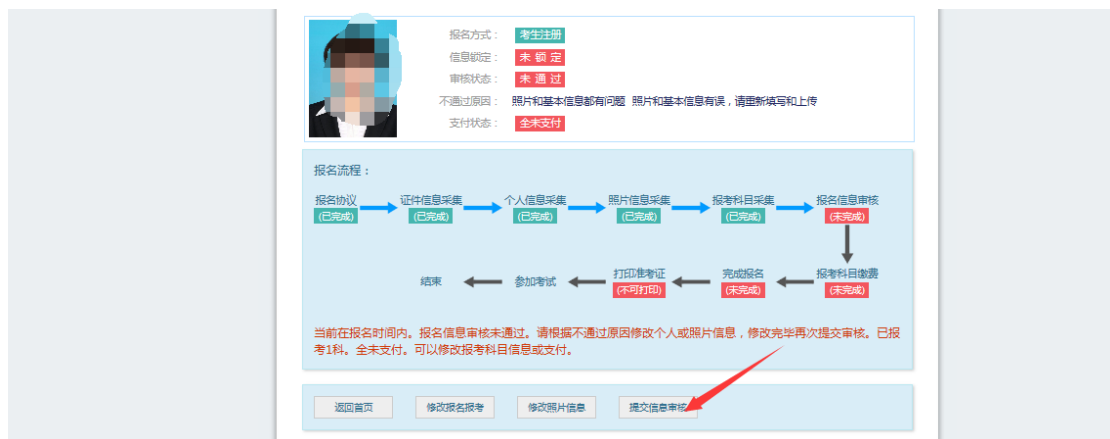 报名方式： 考生注册
信息锁定： 未 锁 定
审核状态： 未 通 过
不通过原因： 照片和基本信息都有问题 照片和基本信息有误，请重新填写和上传
支付状态： 全未支付
报名流程：
报名协议 证件信息采集 个人信息采集 照片信息采集 报考科目采集 报名信息审核
(已完成) (已完成) (已完成) (已完成) (已完成) (未完成)
结束 参加考试 打印准考证 完成报名 报考科目缴费
(不可打印) (未完成) (未完成)
当前在报名时间内。报名信息审核未通过。请根据不通过原因修改个人或照片信息，修改完毕再次提交审核。已报
考1科。全未支付。可以修改报考科目信息或支付。
返回首页 修改报名报考 修改照片信息 提交信息审核